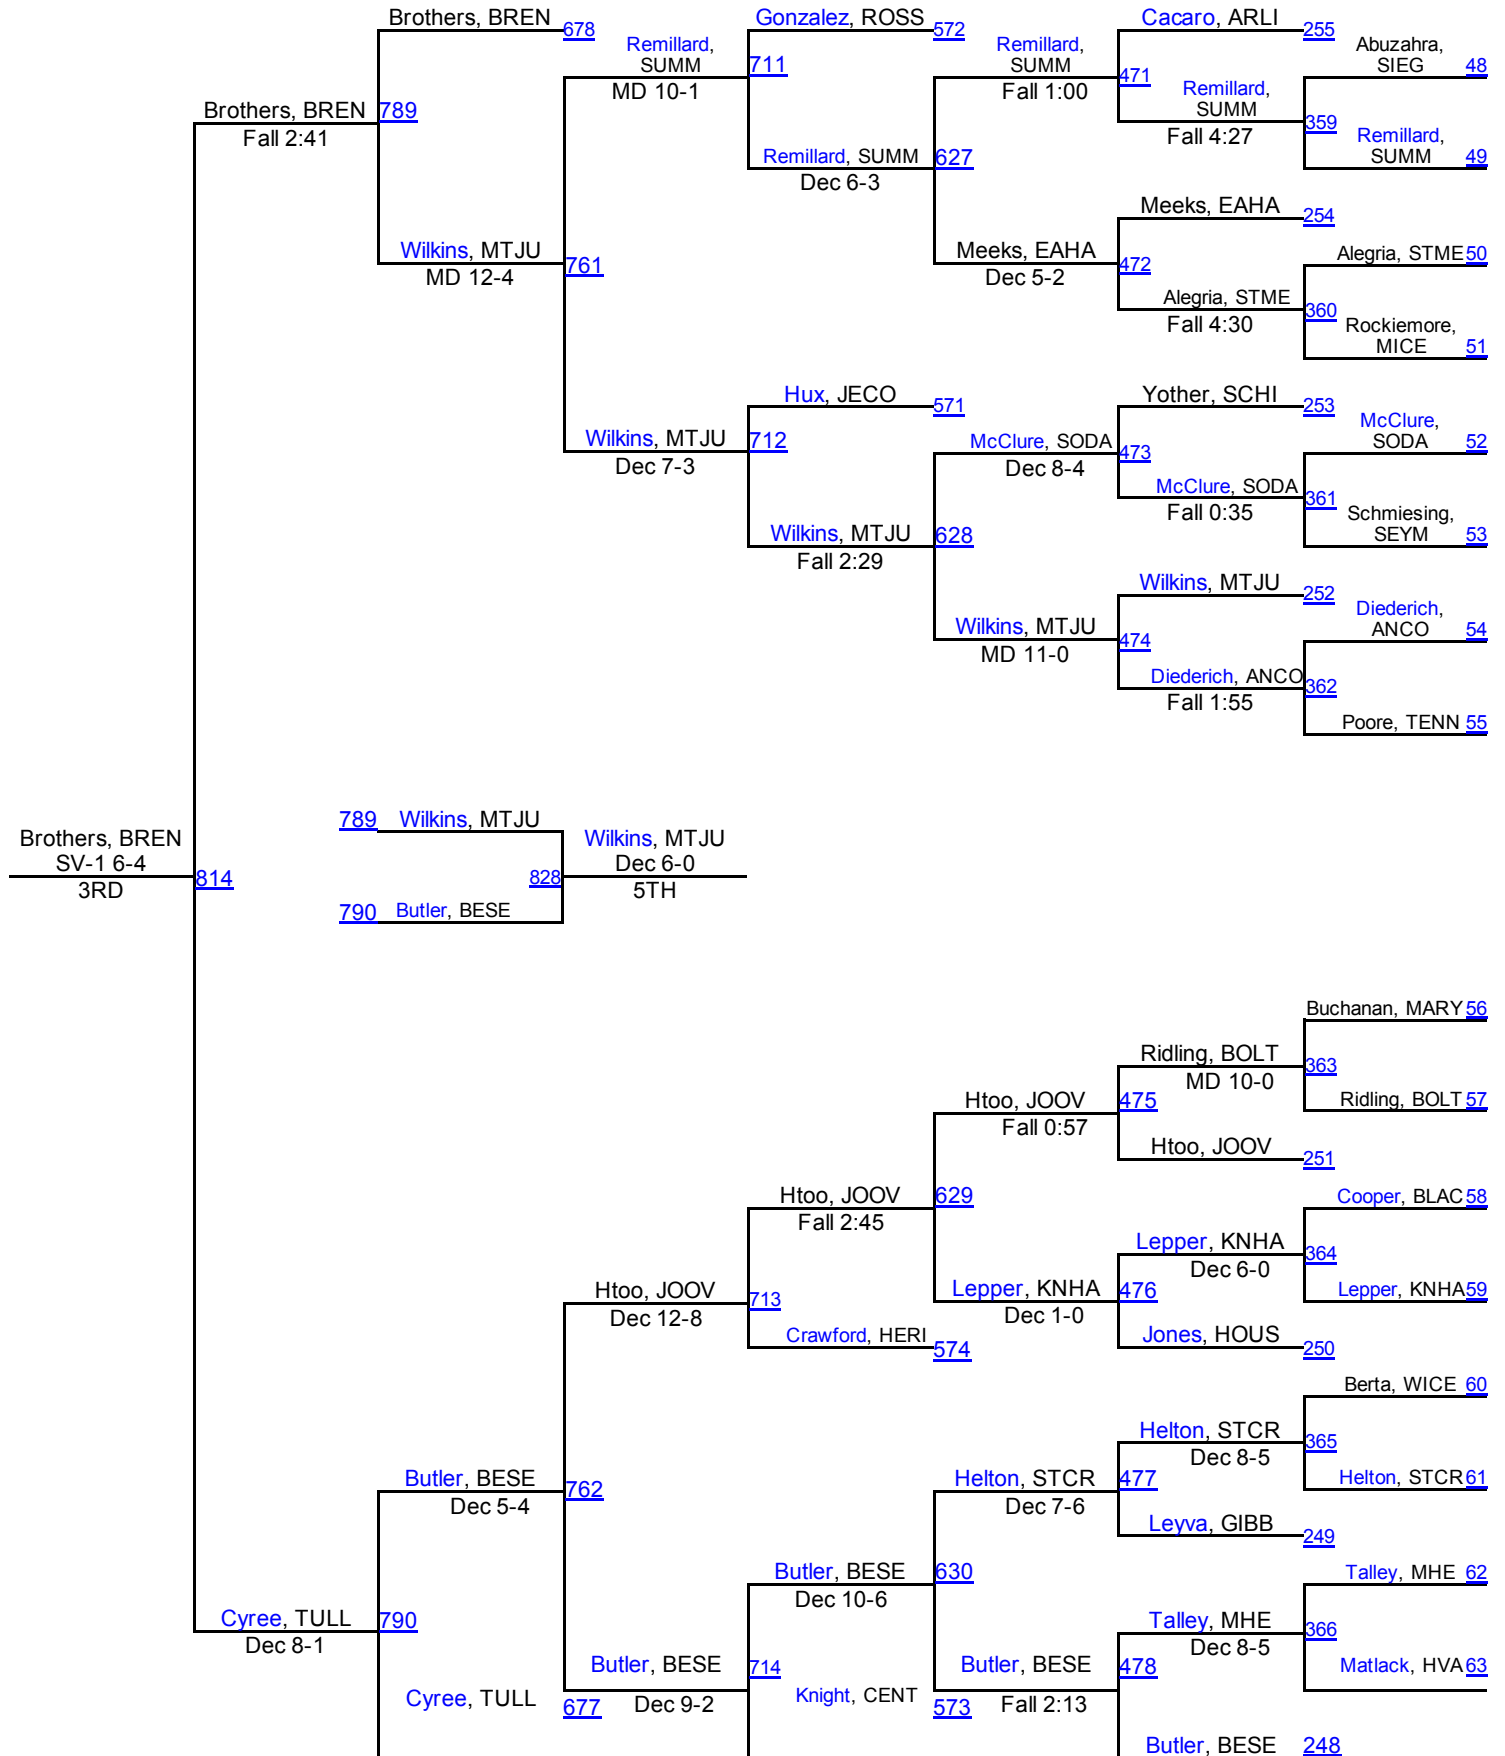 Brothers, BREN 678
Gonzalez, ROSS 572
Cacaro, ARLI 255
Remillard,
SUMM
MD 10-1
711
Remillard,
SUMM
Fall 1:00
471
Abuzahra,
SIEG 48
Brothers, BREN
Fall 2:41
789
Remillard,
SUMM
Fall 4:27
359
Remillard, SUMM
Dec 6-3
627
Remillard,
SUMM 49
Meeks, EAHA 254
Wilkins, MTJU
MD 12-4
761
Meeks, EAHA
Dec 5-2
472
Alegria, STME 50
Alegria, STME
Fall 4:30
360
Rockiemore,
MICE 51
Hux, JECO 571
Yother, SCHI 253
Wilkins, MTJU
Dec 7-3
712
McClure, SODA
Dec 8-4
473
McClure,
SODA 52
McClure, SODA
Fall 0:35
361
Wilkins, MTJU
Fall 2:29
628
Schmiesing,
SEYM 53
Wilkins, MTJU 252
Wilkins, MTJU
MD 11-0
474
Diederich,
ANCO 54
Diederich, ANCO
Fall 1:55
362
Poore, TENN 55
Brothers, BREN
SV-1 6-4
3RD
814
789 Wilkins, MTJU
Wilkins, MTJU
Dec 6-0
5TH
828
790 Butler, BESE
Buchanan, MARY 56
Ridling, BOLT
MD 10-0
363
Htoo, JOOV
Fall 0:57
475
Ridling, BOLT 57
Htoo, JOOV 251
Htoo, JOOV
Fall 2:45
629
Cooper, BLAC 58
Lepper, KNHA
Dec 6-0
364
Htoo, JOOV
Dec 12-8
713
Lepper, KNHA
Dec 1-0
476
Lepper, KNHA 59
Crawford, HERI 574
Jones, HOUS 250
Berta, WICE 60
Helton, STCR
Dec 8-5
365
Butler, BESE
Dec 5-4
762
Helton, STCR
Dec 7-6
477
Helton, STCR 61
Leyva, GIBB 249
Butler, BESE
Dec 10-6
630
Talley, MHE 62
Cyree, TULL
Dec 8-1
790
Talley, MHE
Dec 8-5
366
Butler, BESE
Dec 9-2
714
Butler, BESE
Fall 2:13
478
Matlack, HVA 63
Cyree, TULL 677
Knight, CENT 573
Butler, BESE 248